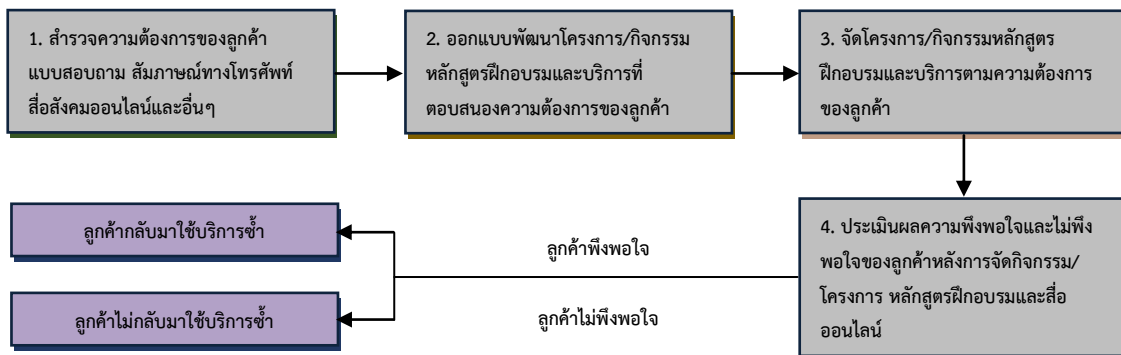 1. สำรวจความต้องการของลูกค้า
แบบสอบถาม สัมภาษณ์ทางโทรศัพท์
สื่อสังคมออนไลน์และอื่นๆ
2. ออกแบบพัฒนาโครงการ/กิจกรรม
หลักสูตรฝึกอบรมและบริการที่
ตอบสนองความต้องการของลูกค้า
3. จัดโครงการ/กิจกรรมหลักสูตร
ฝึกอบรมและบริการตามความต้องการ
ของลูกค้า
4. ประเมินผลความพึงพอใจและไม่พึง
พอใจของลูกค้าหลังการจัดกิจกรรม/
โครงการ หลักสูตรฝึกอบรมและสื่อ
ออนไลน์
ลูกค้าพึงพอใจ
ลูกค้าไม่พึงพอใจ
ลูกค้ากลับมาใช้บริการซ้ำ
ลูกค้าไม่กลับมาใช้บริการซ้ำ